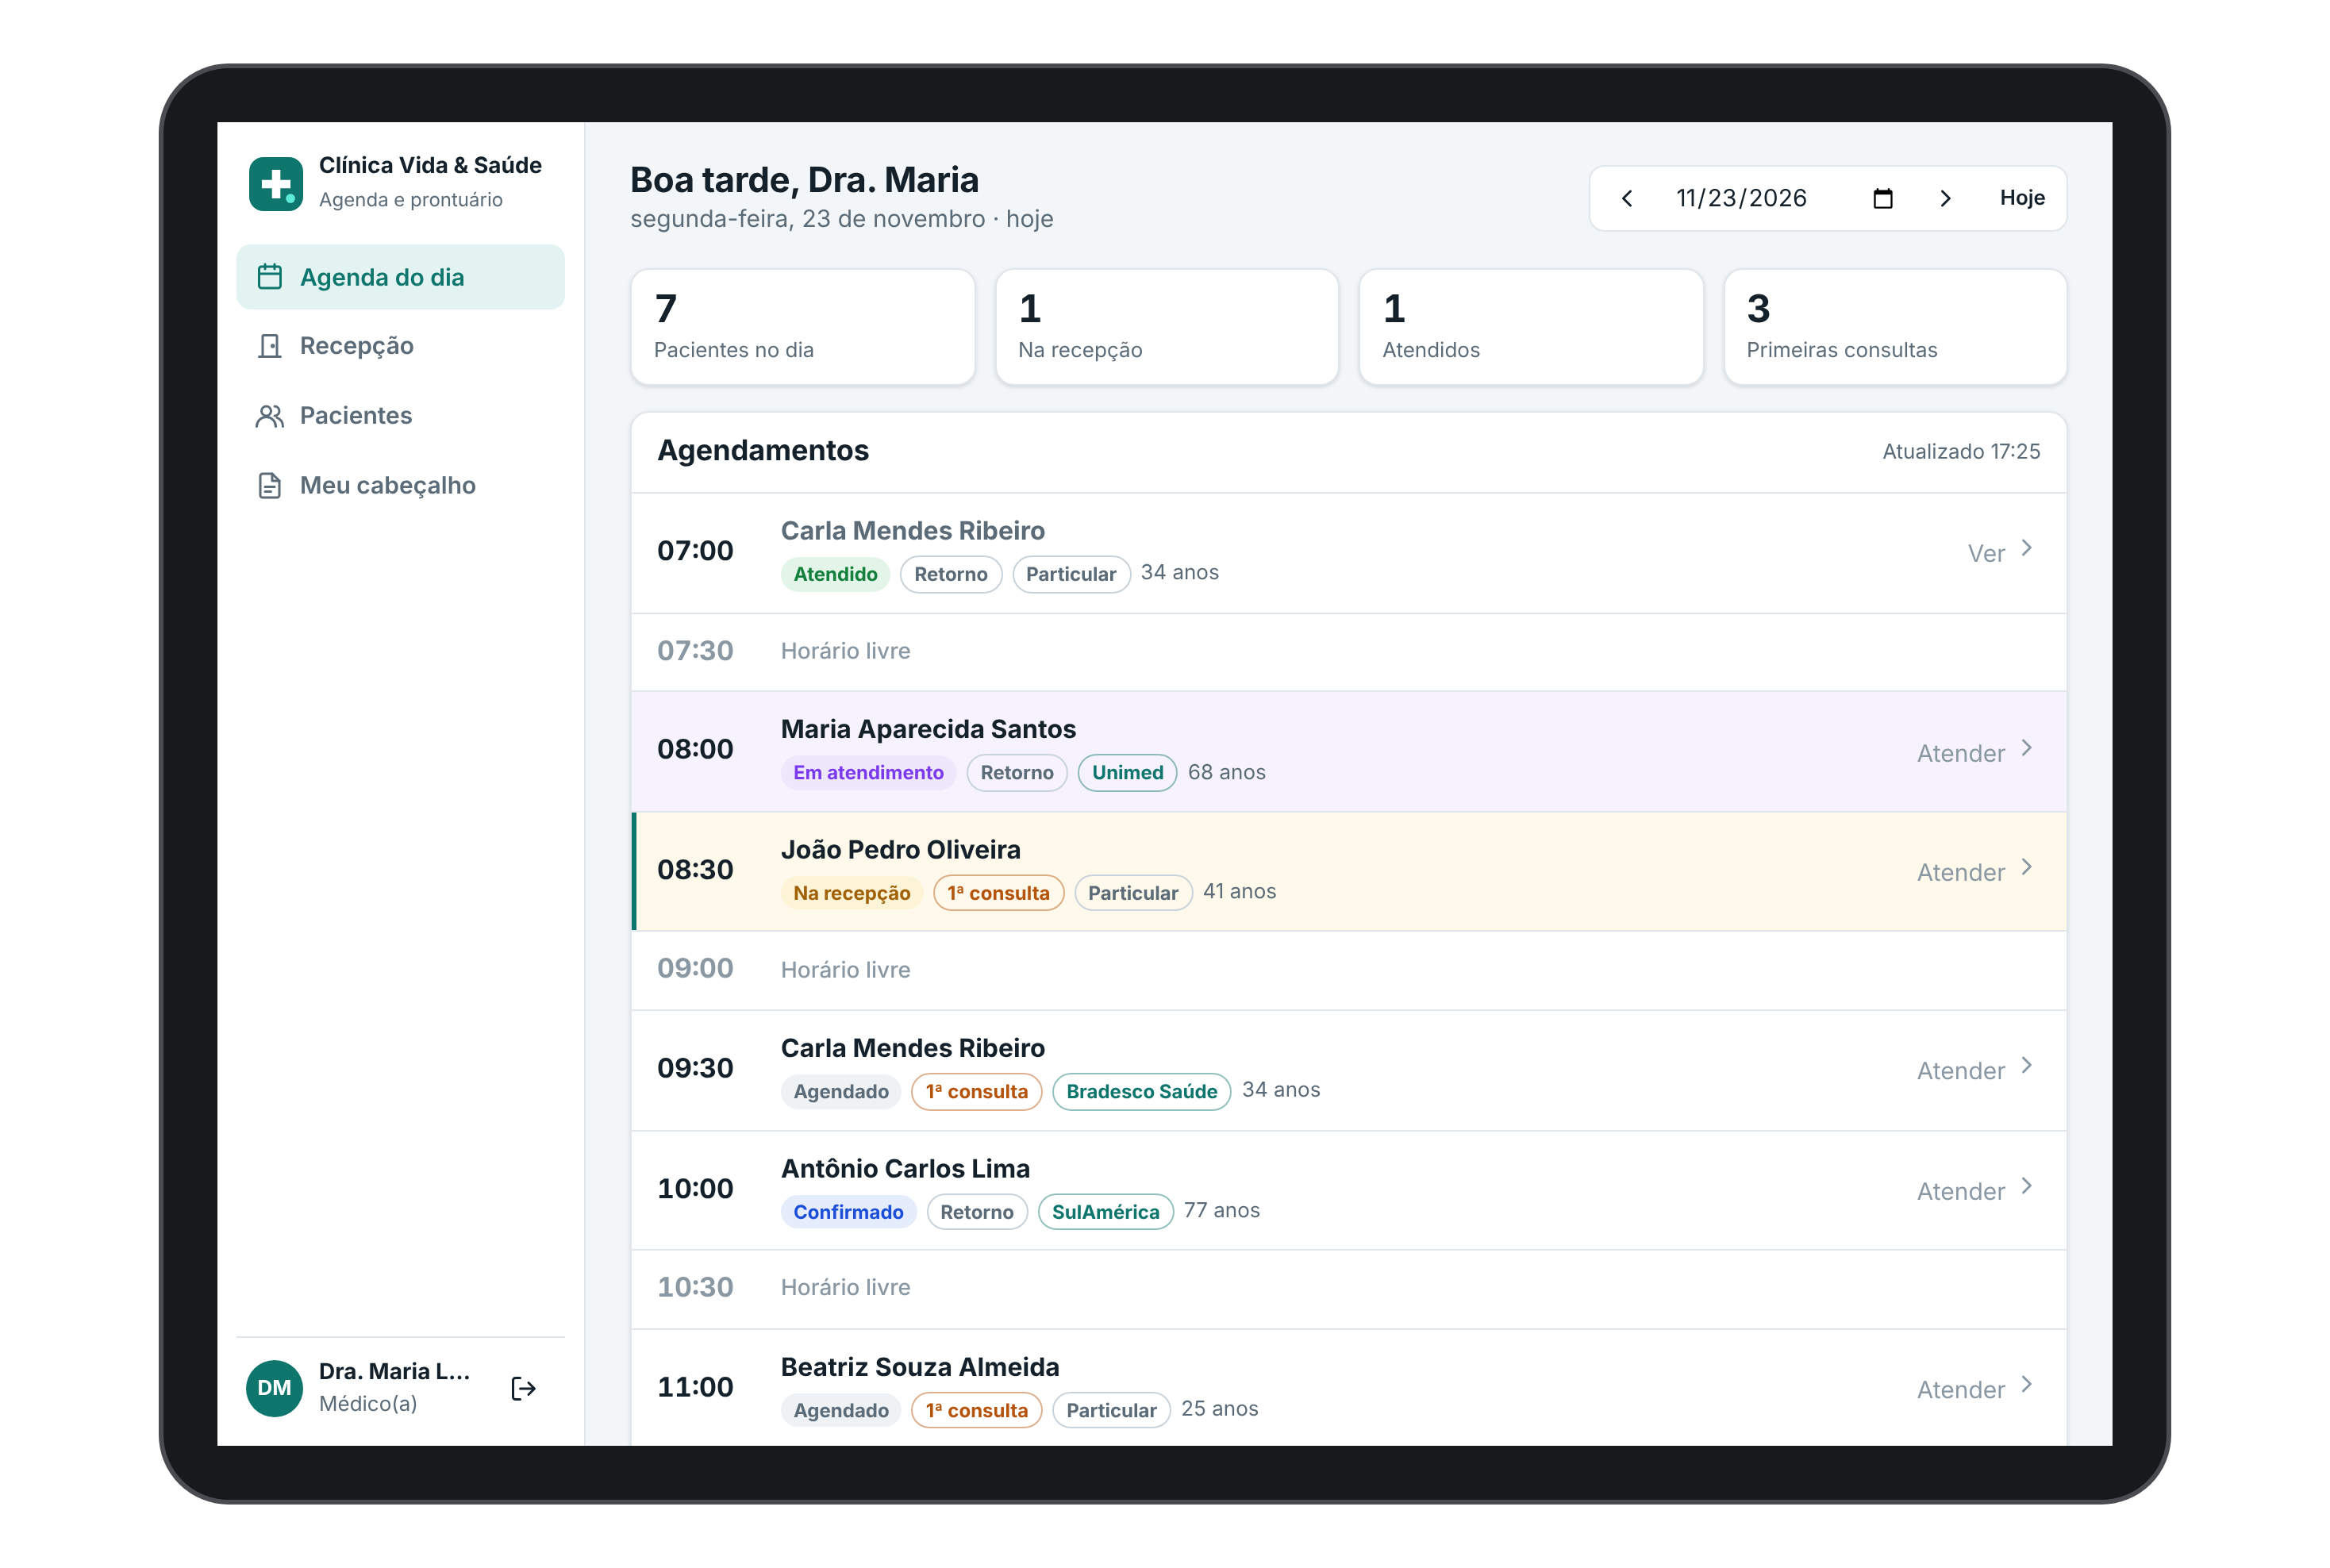 Clínica Vida & Saúde
Agenda e prontuário
Agenda do dia
Recepção
Pacientes
Meu cabeçalho
DM
Dra. Maria L...
Médico(a)
Boa tarde, Dra. Maria
segunda-feira, 23 de novembro · hoje
11/23/2026 Hoje
7
Pacientes no dia
1
Na recepção
1
Atendidos
3
Primeiras consultas
Agendamentos Atualizado 17:25
07:00 Carla Mendes Ribeiro
Atendido Retorno Particular 34 anos
Ver
07:30 Horário livre
08:00 Maria Aparecida Santos
Em atendimento Retorno Unimed 68 anos
Atender
08:30 João Pedro Oliveira
Na recepção 1ª consulta Particular 41 anos
Atender
09:00 Horário livre
09:30 Carla Mendes Ribeiro
Agendado 1ª consulta Bradesco Saúde 34 anos
Atender
10:00 Antônio Carlos Lima
Confirmado Retorno SulAmérica 77 anos
Atender
10:30 Horário livre
11:00 Beatriz Souza Almeida
Agendado 1ª consulta Particular 25 anos
Atender